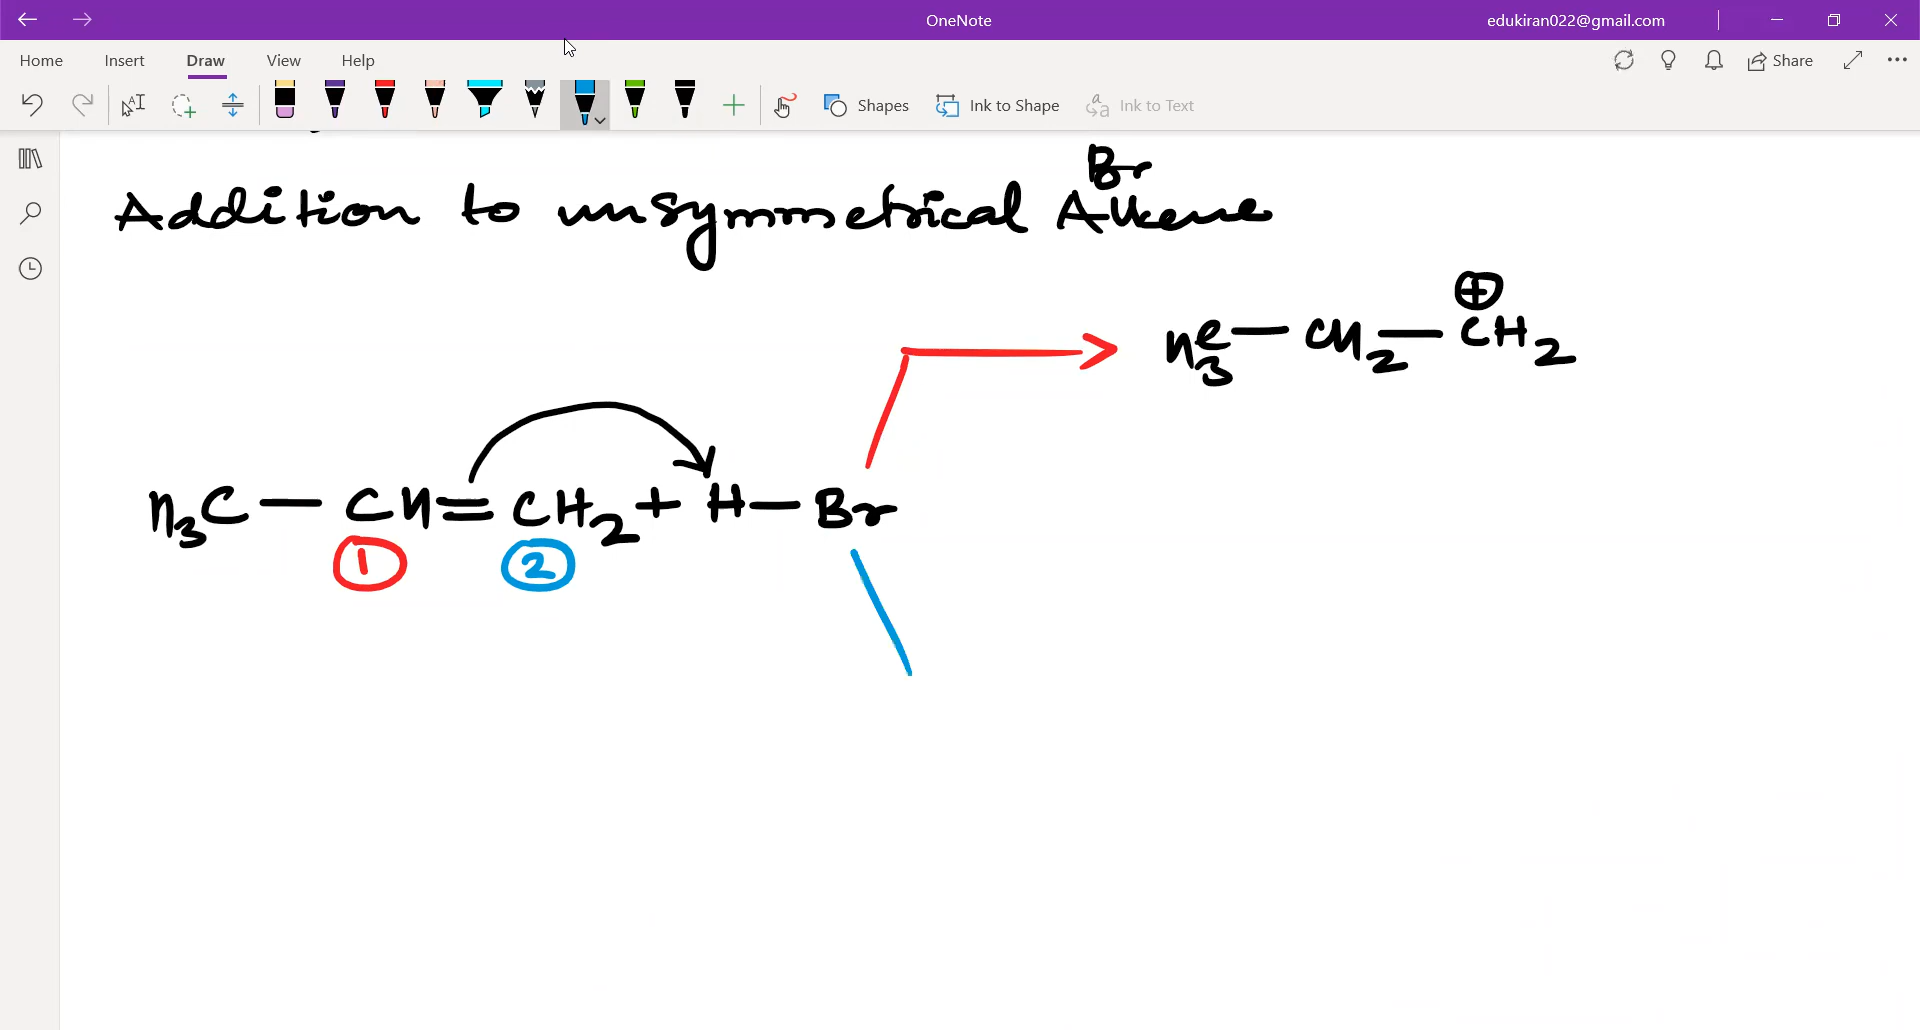 OneNote
edukiran022@gmail.com
Home Insert Draw View Help Share
Shapes Ink to Shape Ink to Text
Br
Addition to unsymmetrical Alkene
H3C — CH2 — CH2 ⊕
H3C — CH = CH2 + H — Br
1 2